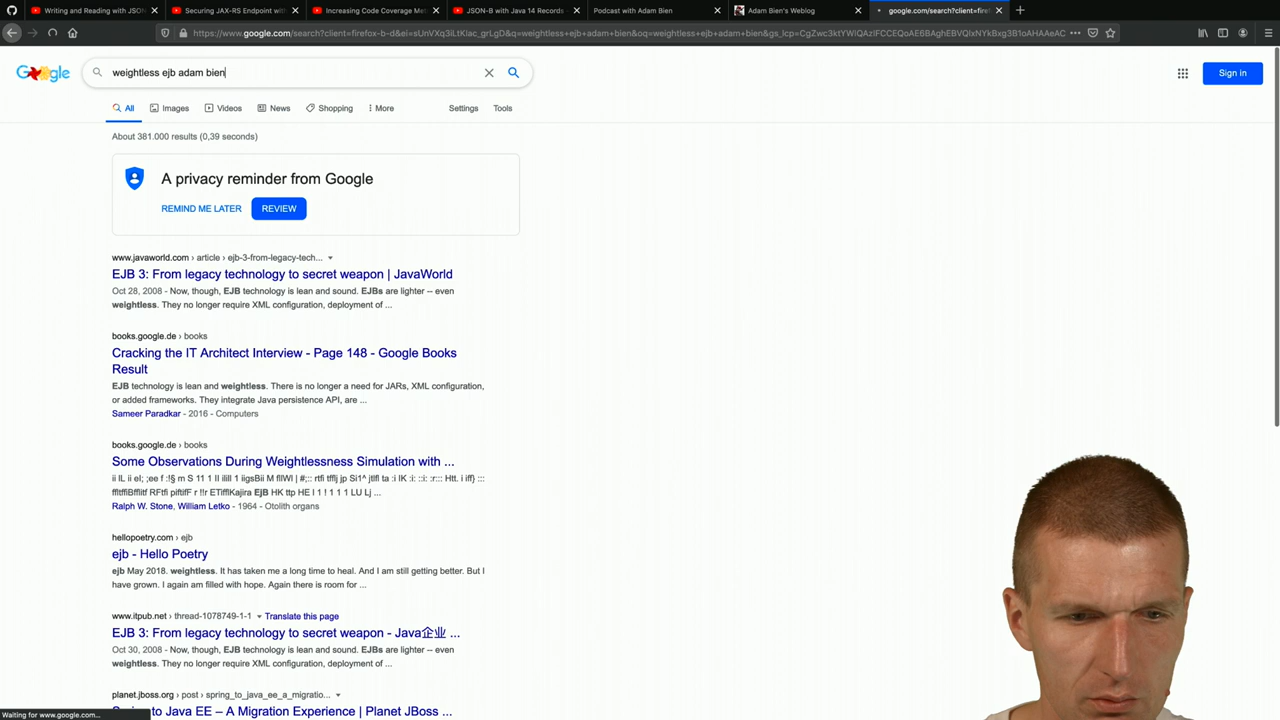 Writing and Reading with JSON
Securing JAX-RS Endpoint with
Increasing Code Coverage Met
JSON-B with Java 14 Records
Podcast with Adam Bien
Adam Bien's Weblog
google.com/search?client=firef
https://www.google.com/search?client=firefox-b-d&ei=
weightless ejb adam bien
Sign in
All Images Videos News Shopping More Settings Tools
About 381.000 results (0,39 seconds)
A privacy reminder from Google
REMIND ME LATER REVIEW
www.javaworld.com › article › ejb-3-from-legacy-tech...
EJB 3: From legacy technology to secret weapon | JavaWorld
Oct 28, 2008 - Now, though, EJB technology is lean and sound. EJBs are lighter -- even
weightless. They no longer require XML configuration, deployment of ...
books.google.de › books
Cracking the IT Architect Interview - Page 148 - Google Books
Result
EJB technology is lean and weightless. There is no longer a need for JARs, XML configuration,
or added frameworks. They integrate Java persistence API, are ...
Sameer Paradkar - 2016 - Computers
books.google.de › books
Some Observations During Weightlessness Simulation with ...
Ralph W. Stone, William Letko - 1964 - Otolith organs
hellopoetry.com › ejb
ejb - Hello Poetry
ejb May 2018. weightless. It has taken me a long time to heal. And I am still getting better. But I
have grown. I again am filled with hope. Again there is room for ...
www.itpub.net › thread-1078749-1-1 Translate this page
EJB 3: From legacy technology to secret weapon - Java企业 ...
Oct 30, 2008 - Now, though, EJB technology is lean and sound. EJBs are lighter -- even
weightless. They no longer require XML configuration, deployment of ...
planet.jboss.org › post › spring_to_java_ee_a_migratio...
Spring to Java EE – A Migration Experience | Planet JBoss ...
Waiting for www.google.com...